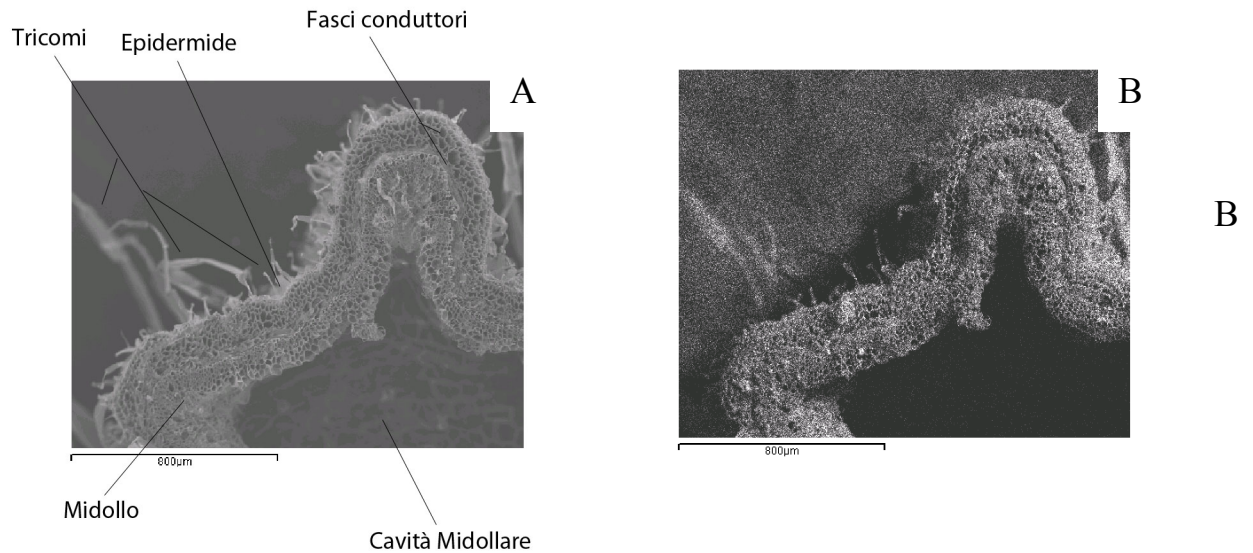 Fasci conduttori
Tricomi
Epidermide
A
B
B
800µm
800µm
Midollo
Cavità Midollare